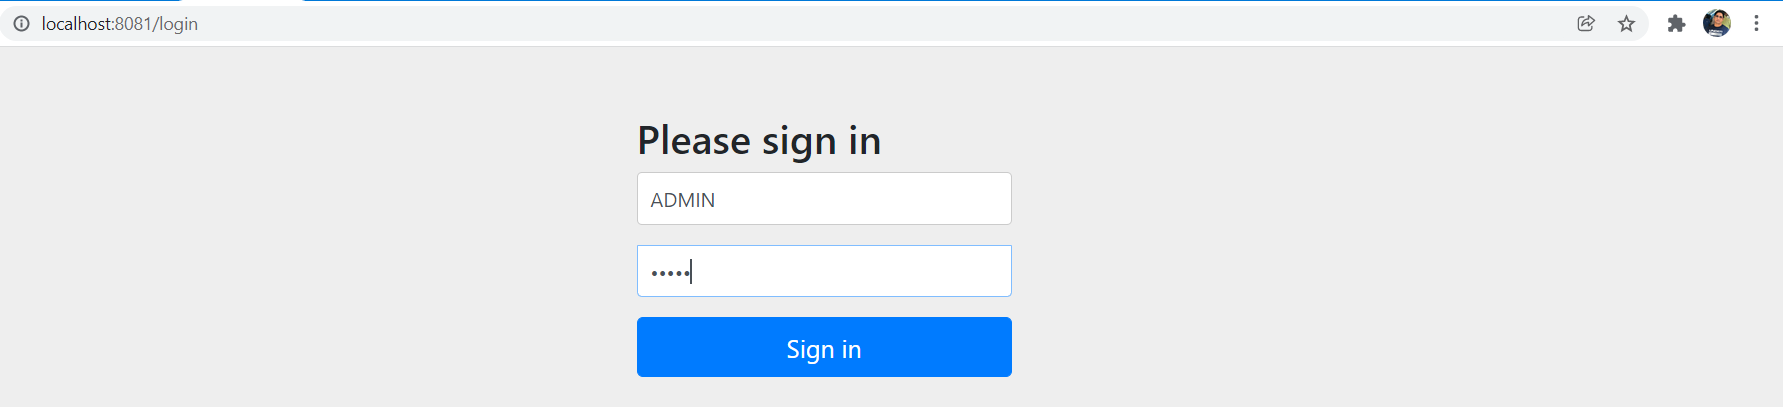 localhost:8081/login
Please sign in
ADMIN
•••••
Sign in